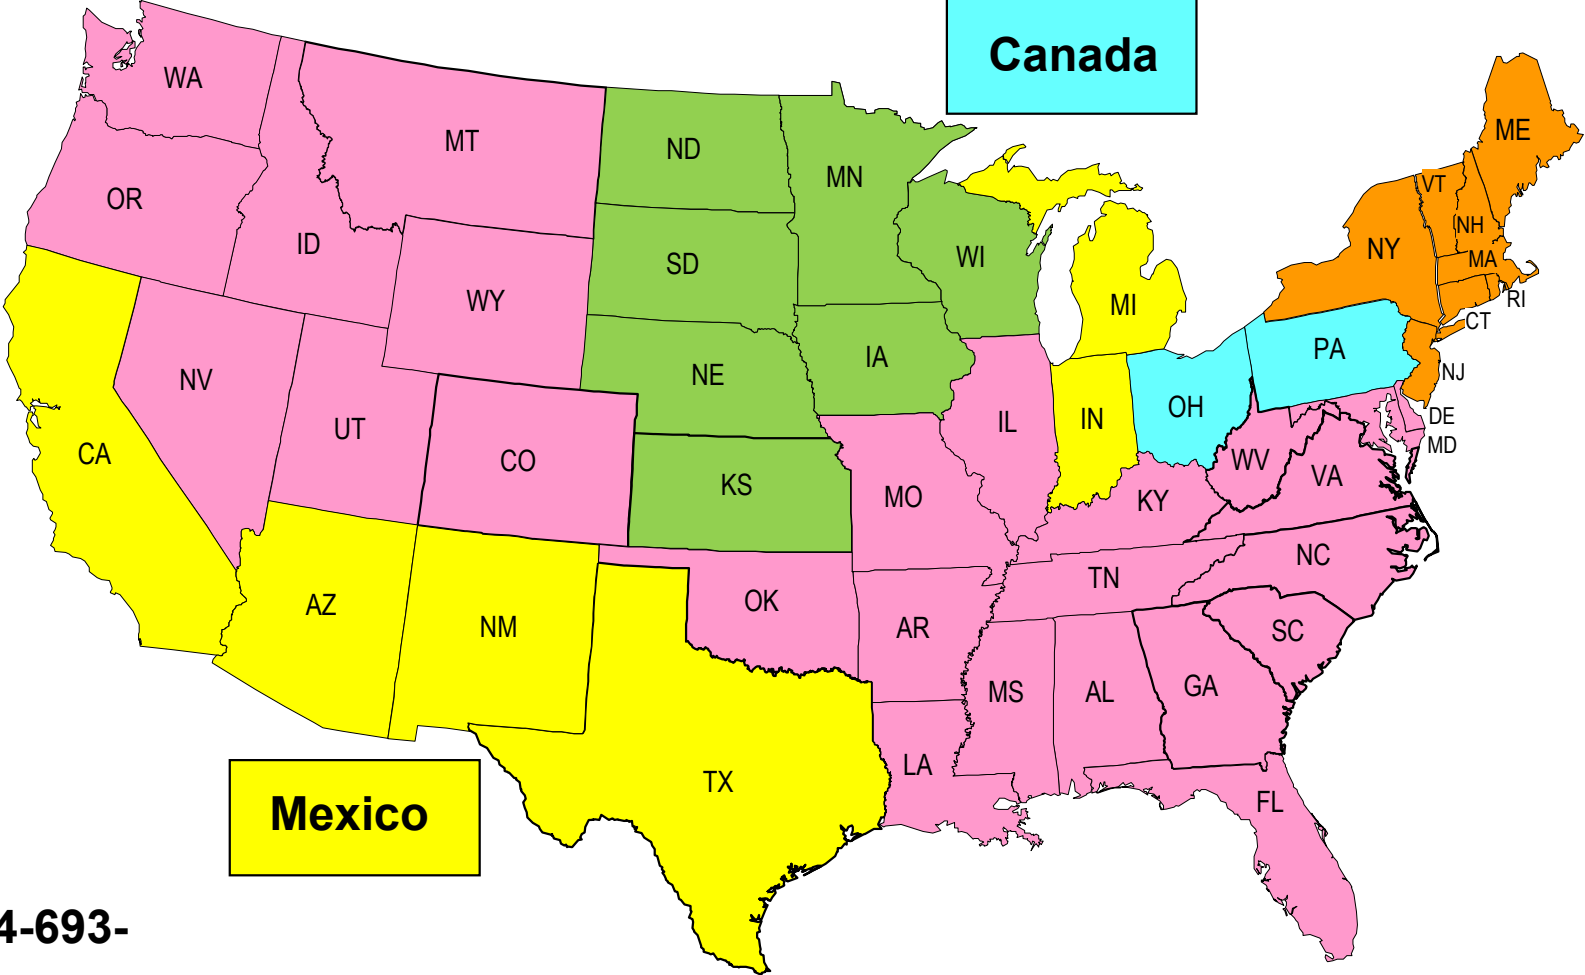 Canada
WA
MT
ND
MN
ME
OR
ID
SD
WI
VT
NH
NY
MA
WY
MI
RI
CT
NV
NE
IA
PA
NJ
UT
IL
IN
OH
DE
CA
CO
KS
MO
KY
WV
VA
MD
AZ
NM
OK
AR
TN
NC
SC
MS
AL
GA
TX
LA
FL
Mexico
4-693-